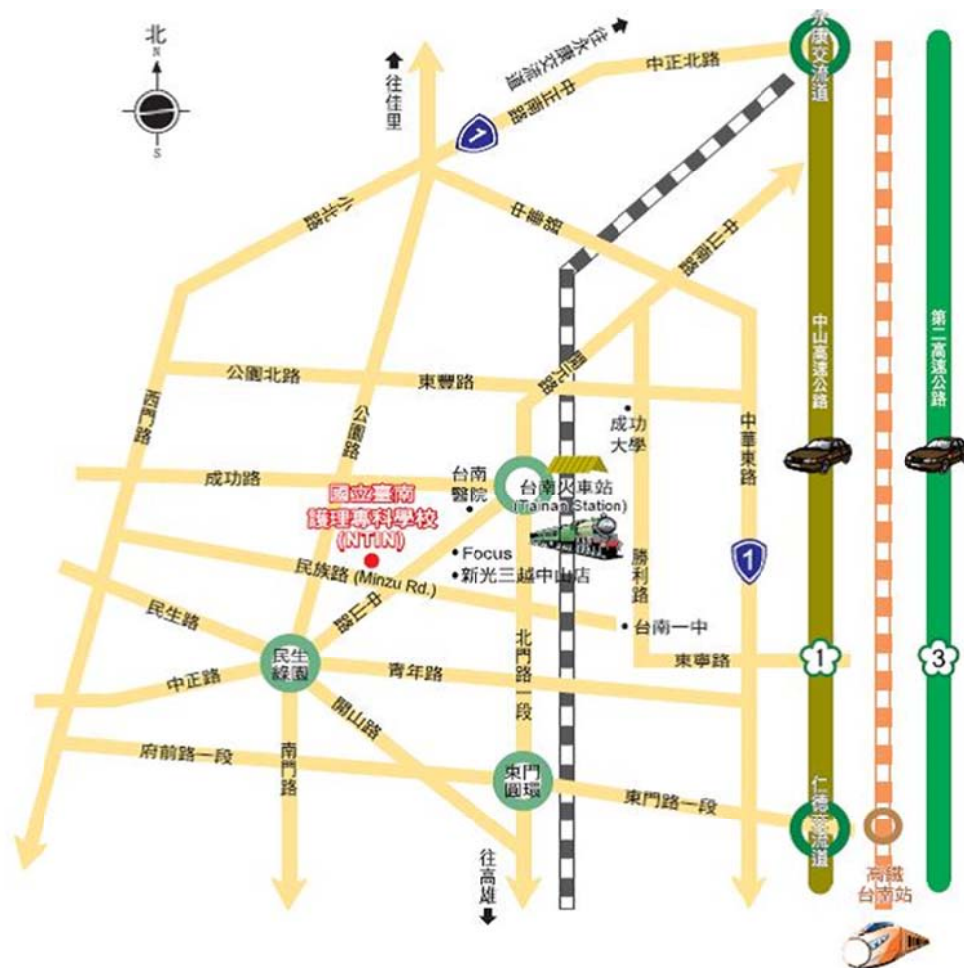 北
N
S
往佳里
往永康交流道
中正北路
中正南路
1
永康交流道
小北路
中華路
中山南路
中山高速公路
第二高速公路
公園北路
東豐路
開元路
西門路
公園路
成功
大學
中華東路
成功路
台南
醫院
台南火車站
(Tainan Station)
國立臺南
護理專科學校
(NTIN)
Focus
新光三越中山店
民族路 (Minzu Rd.)
中山路
勝利路
1
民生路
台南一中
北門路一段
民生
綠園
東寧路
1
3
中正路
青年路
開山路
府前路一段
南門路
東門
圓環
東門路一段
仁德交流道
高鐵
台南站
往高雄